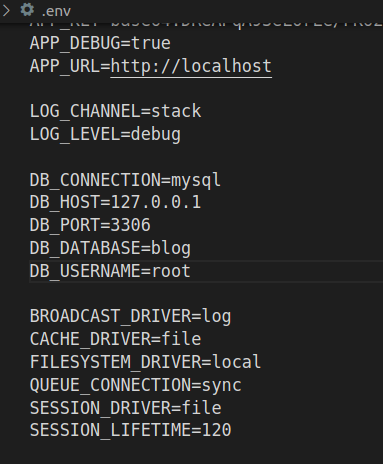 .env
APP_DEBUG=true
APP_URL=http://localhost
LOG_CHANNEL=stack
LOG_LEVEL=debug
DB_CONNECTION=mysql
DB_HOST=127.0.0.1
DB_PORT=3306
DB_DATABASE=blog
DB_USERNAME=root
BROADCAST_DRIVER=log
CACHE_DRIVER=file
FILESYSTEM_DRIVER=local
QUEUE_CONNECTION=sync
SESSION_DRIVER=file
SESSION_LIFETIME=120